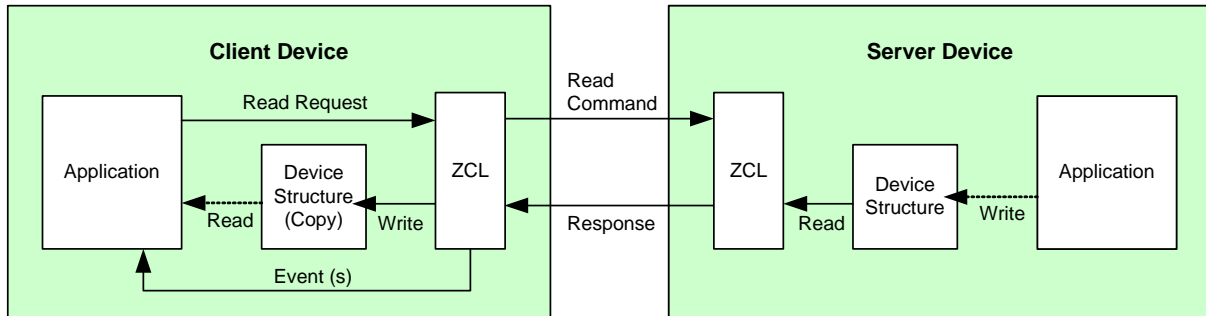 Client Device
Server Device
Read
Command
Read Request
Application
Device
Structure
(Copy)
ZCL
Read
Write
Event (s)
Response
ZCL
Device
Structure
Application
Read
Write